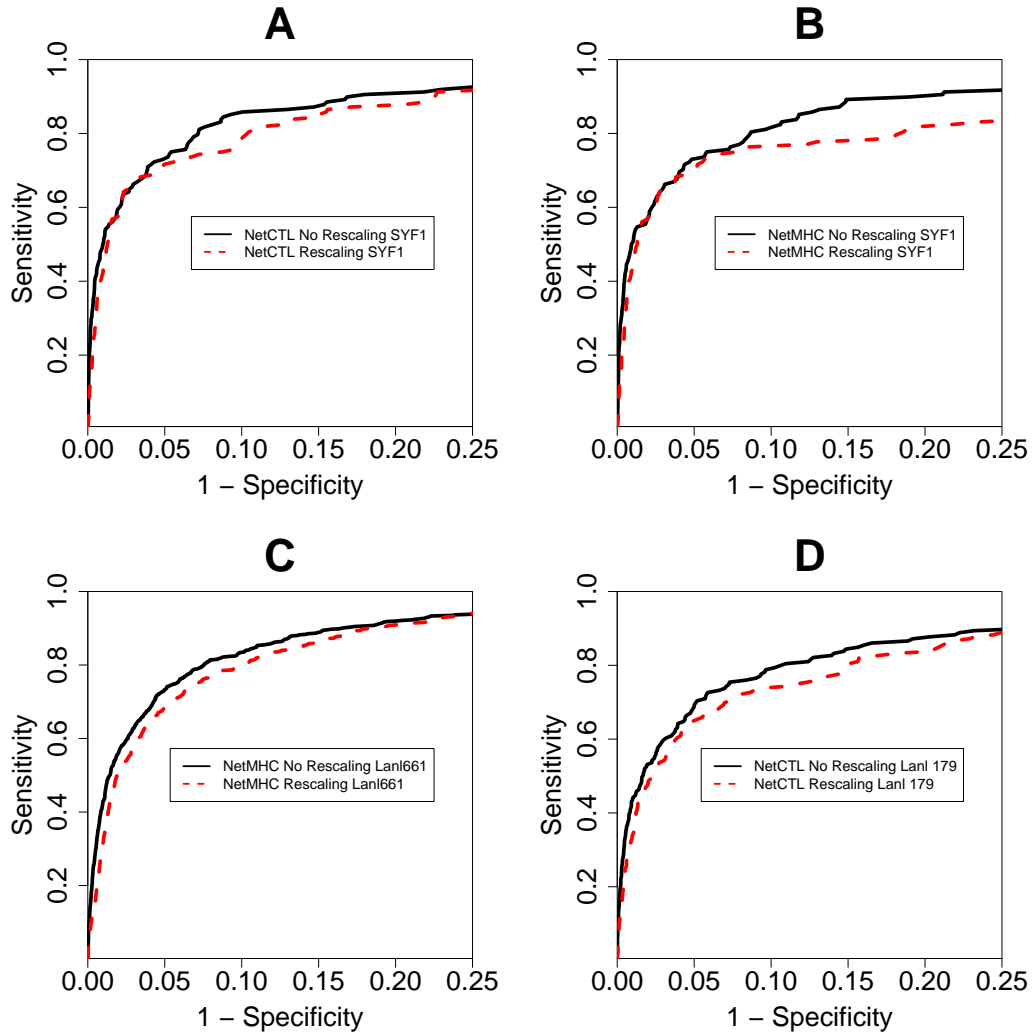 A
Sensitivity
1.0
0.8
0.6
0.4
0.2
NetCTL No Rescaling SYF1
NetCTL Rescaling SYF1
0.00 0.05 0.10 0.15 0.20 0.25
1 − Specificity
B
Sensitivity
1.0
0.8
0.6
0.4
0.2
NetMHC No Rescaling SYF1
NetMHC Rescaling SYF1
0.00 0.05 0.10 0.15 0.20 0.25
1 − Specificity
C
Sensitivity
1.0
0.8
0.6
0.4
0.2
NetMHC No Rescaling Lanl661
NetMHC Rescaling Lanl661
0.00 0.05 0.10 0.15 0.20 0.25
1 − Specificity
D
Sensitivity
1.0
0.8
0.6
0.4
0.2
NetCTL No Rescaling Lanl 179
NetCTL Rescaling Lanl 179
0.00 0.05 0.10 0.15 0.20 0.25
1 − Specificity